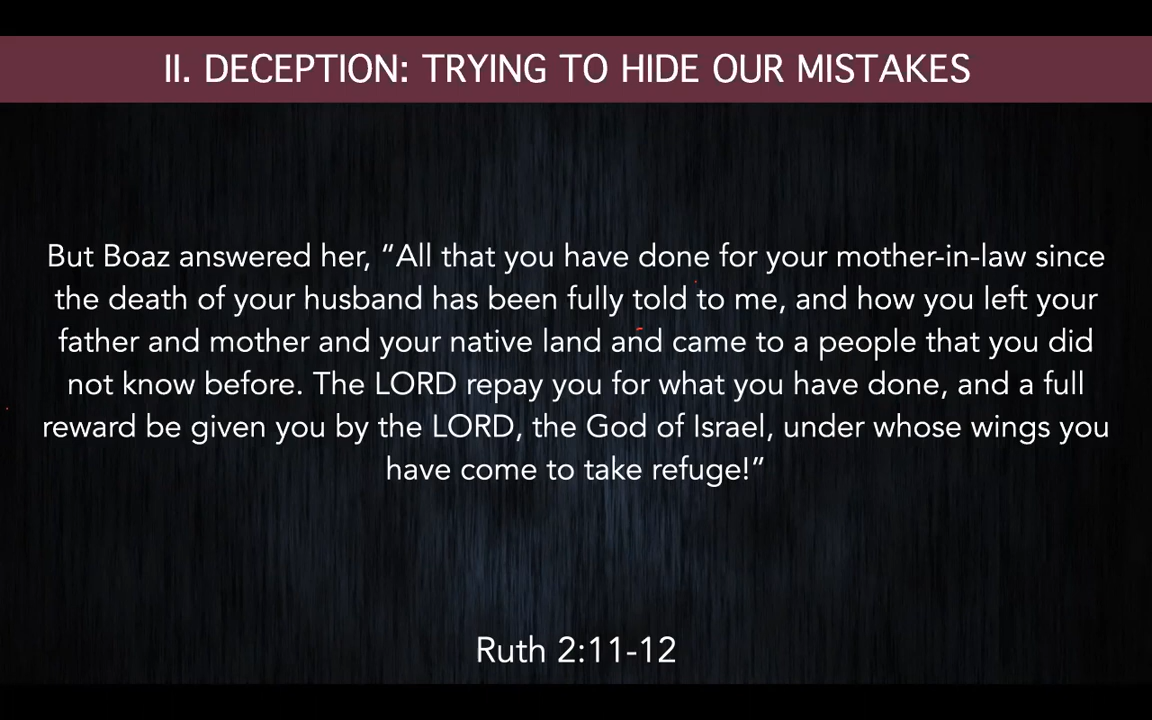 II. DECEPTION: TRYING TO HIDE OUR MISTAKES
But Boaz answered her, “All that you have done for your mother-in-law since
the death of your husband has been fully told to me, and how you left your
father and mother and your native land and came to a people that you did
not know before. The LORD repay you for what you have done, and a full
reward be given you by the LORD, the God of Israel, under whose wings you
have come to take refuge!”
Ruth 2:11-12